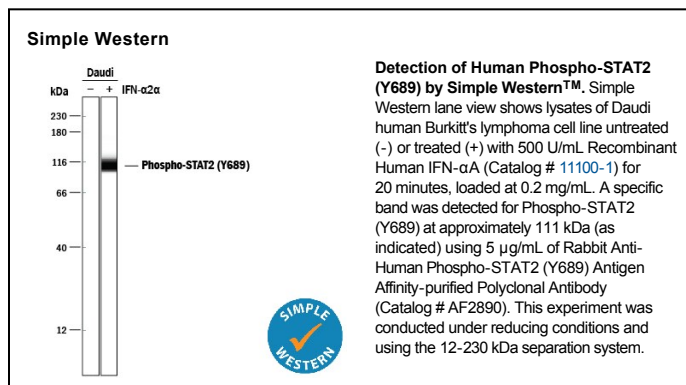 Simple Western
Daudi
kDa − + IFN-α2α
230
180
116
Phospho-STAT2 (Y689)
66
40
12
SIMPLE
WESTERN
Detection of Human Phospho-STAT2
(Y689) by Simple Western™. Simple
Western lane view shows lysates of Daudi
human Burkitt's lymphoma cell line untreated
(-) or treated (+) with 500 U/mL Recombinant
Human IFN-αA (Catalog # 11100-1) for
20 minutes, loaded at 0.2 mg/mL. A specific
band was detected for Phospho-STAT2
(Y689) at approximately 111 kDa (as
indicated) using 5 µg/mL of Rabbit Anti-
Human Phospho-STAT2 (Y689) Antigen
Affinity-purified Polyclonal Antibody
(Catalog # AF2890). This experiment was
conducted under reducing conditions and
using the 12-230 kDa separation system.